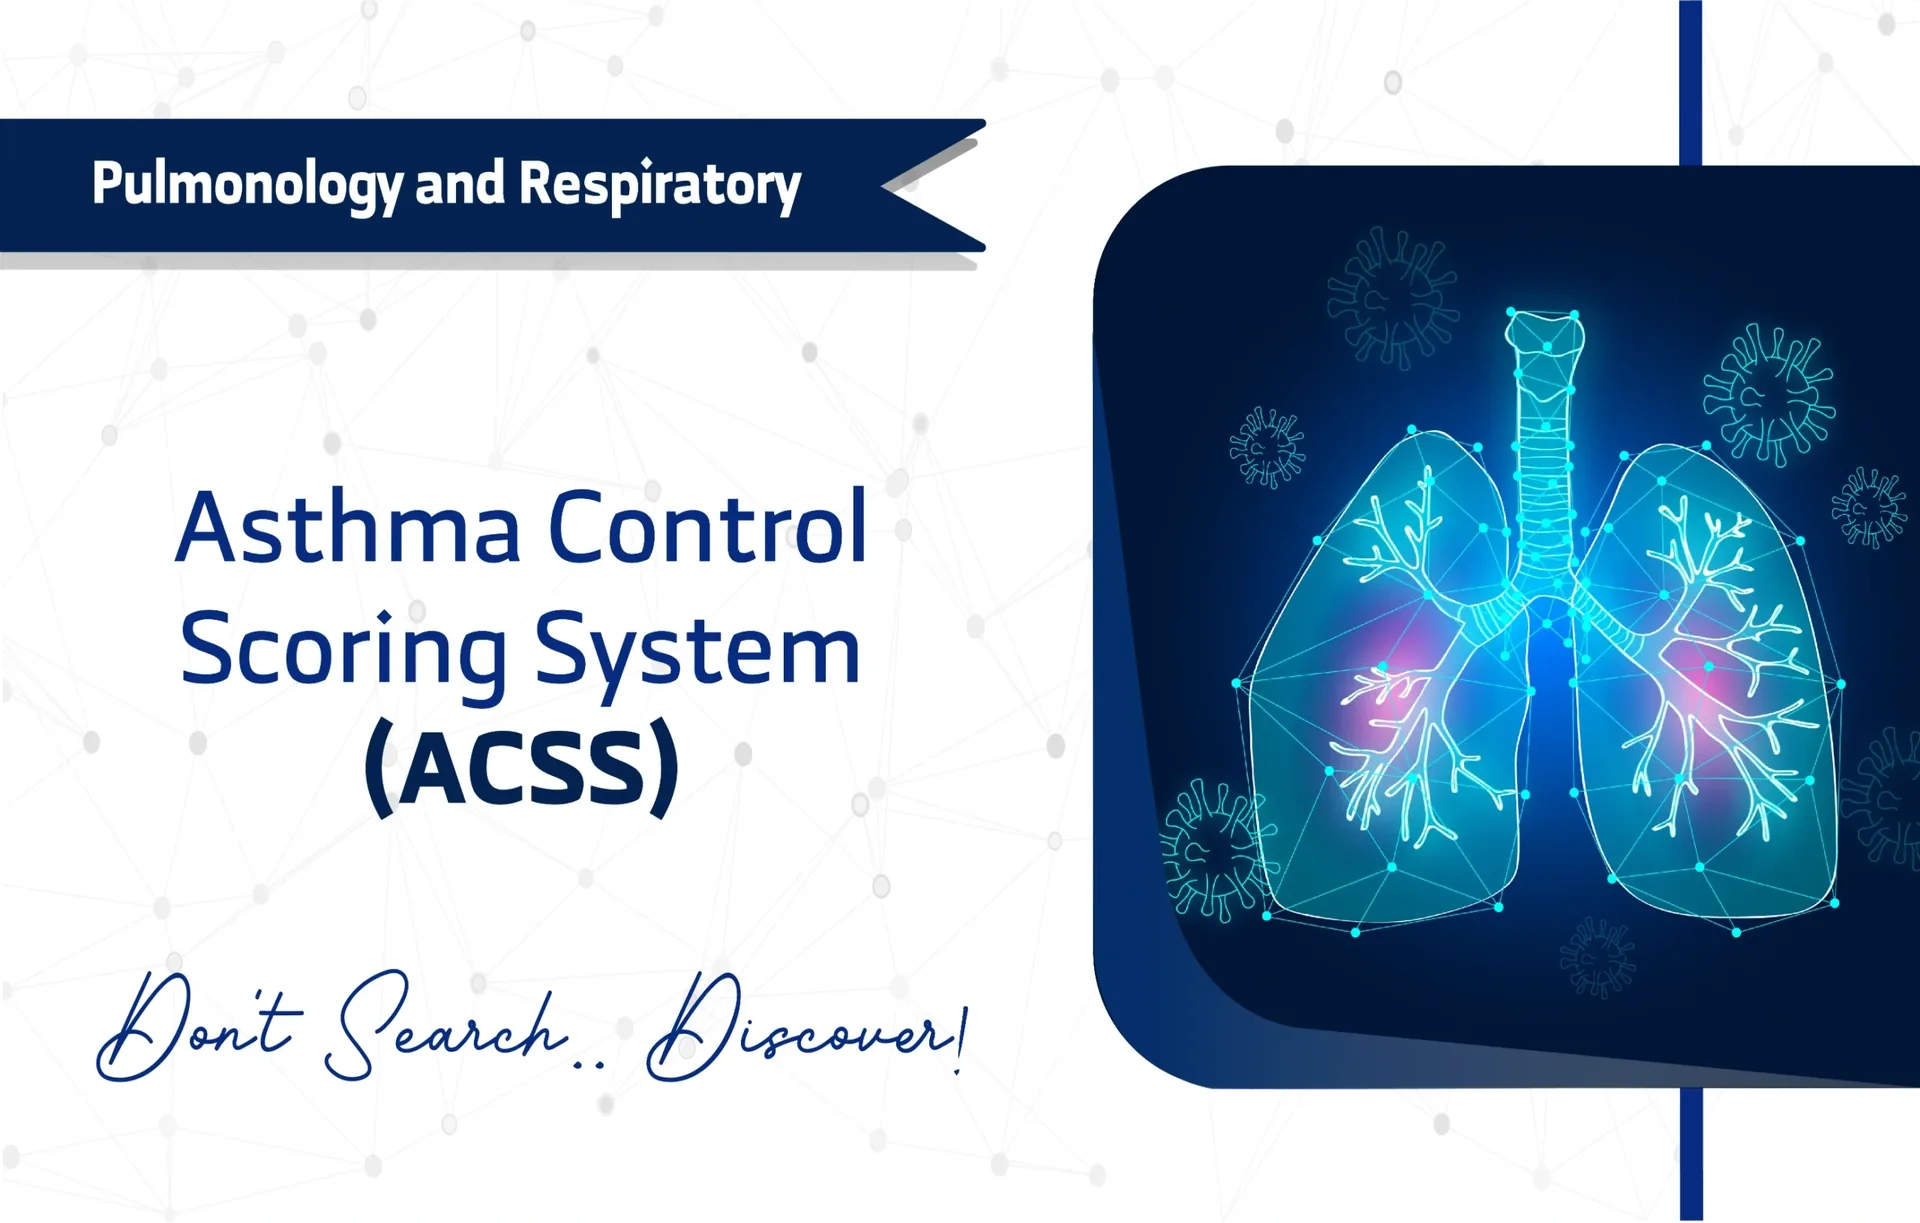 Pulmonology and Respiratory
Asthma Control
Scoring System
(ACSS)
Don't Search.. Discover!